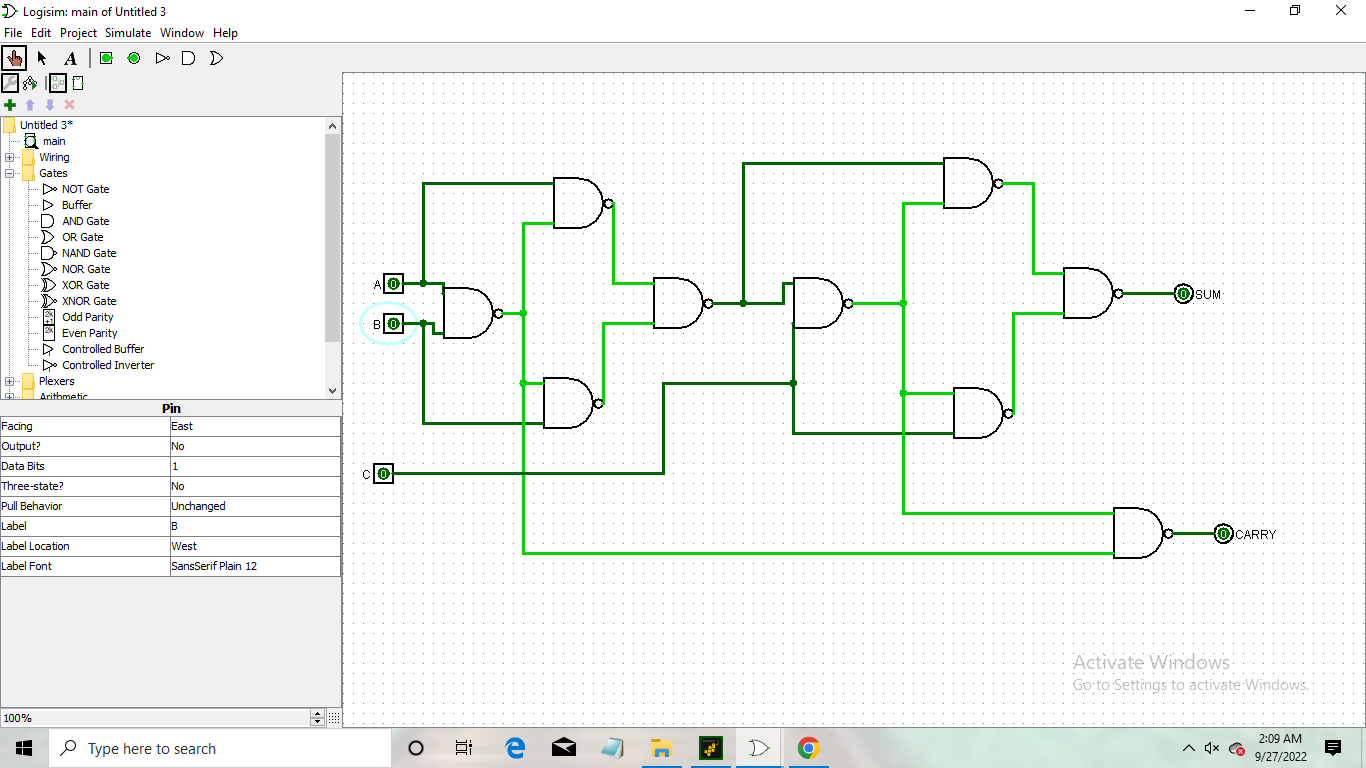 Logisim: main of Untitled 3
File Edit Project Simulate Window Help
A
Untitled 3*
main
Wiring
Gates
NOT Gate
Buffer
AND Gate
OR Gate
NAND Gate
NOR Gate
XOR Gate
XNOR Gate
Odd Parity
Even Parity
Controlled Buffer
Controlled Inverter
Plexers
Arithmetic
Pin
Facing East
Output? No
Data Bits 1
Three-state? No
Pull Behavior Unchanged
Label B
Label Location West
Label Font SansSerif Plain 12
100%
A 0
B 0
C 0
0 SUM
0 CARRY
Activate Windows
Go to Settings to activate Windows.
Type here to search
2:09 AM
9/27/2022